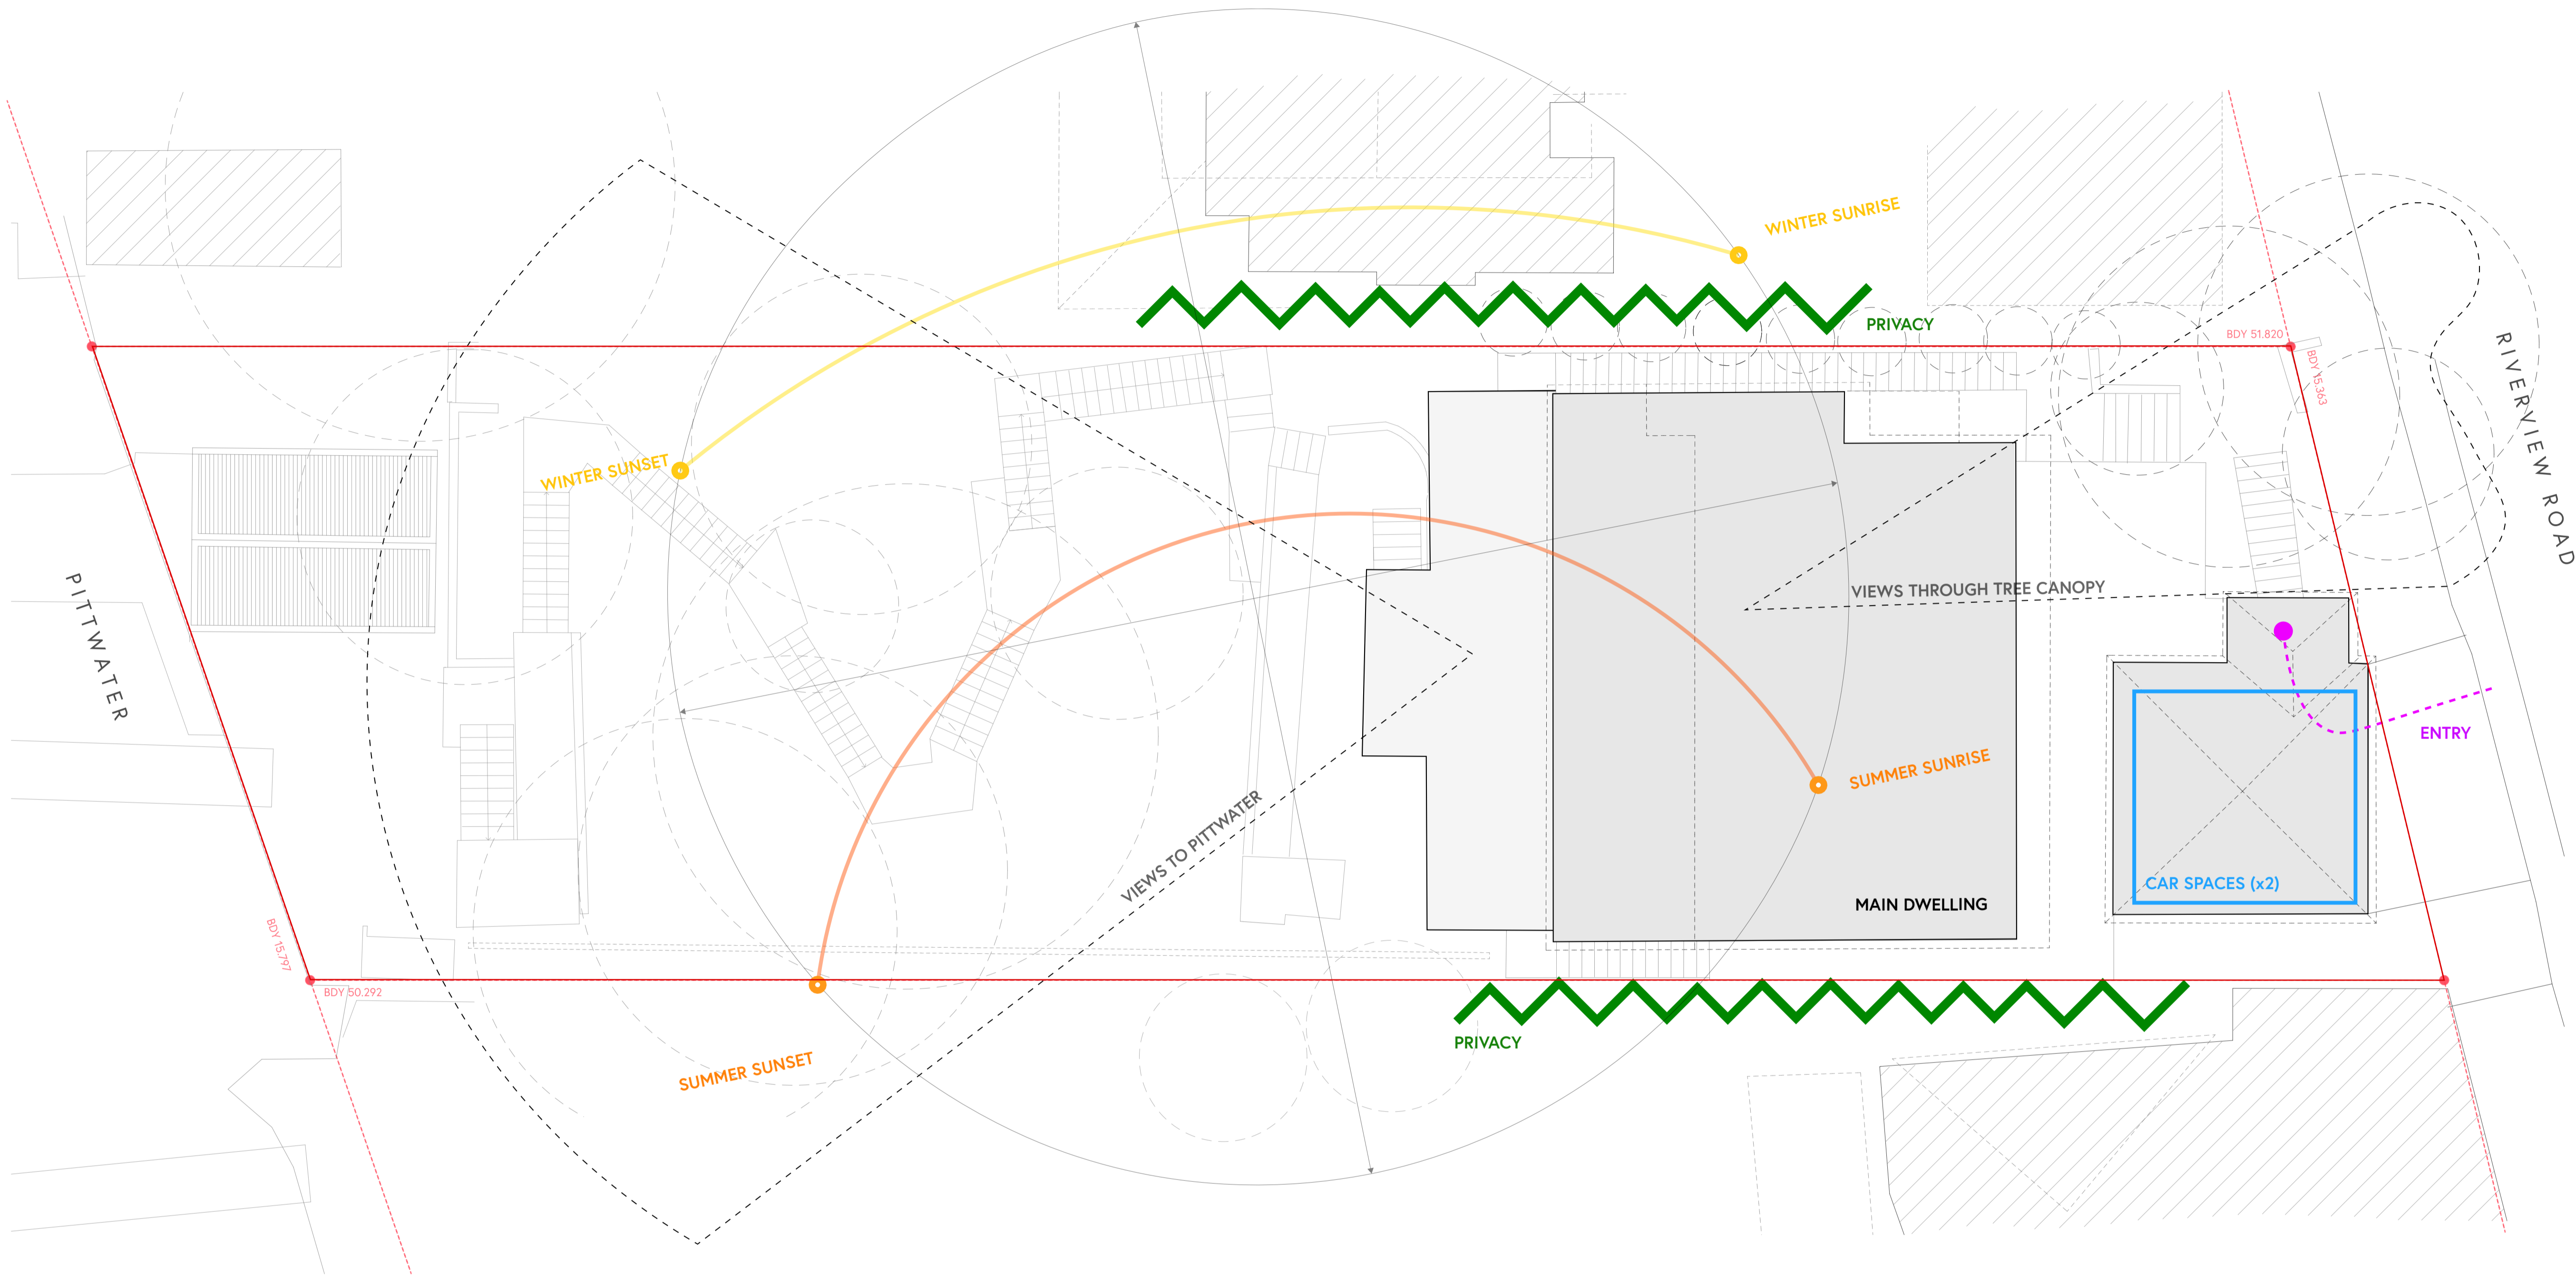 WINTER SUNRISE
PRIVACY
BDY 51.820
BDY 15.363
RIVERVIEW ROAD
WINTER SUNSET
PITTWATER
VIEWS THROUGH TREE CANOPY
ENTRY
SUMMER SUNRISE
VIEWS TO PITTWATER
CAR SPACES (x2)
MAIN DWELLING
BDY 15.797
BDY 50.292
PRIVACY
SUMMER SUNSET